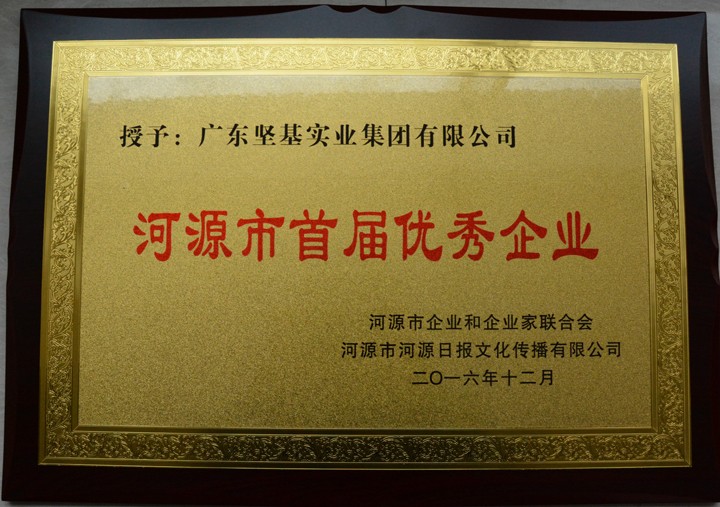 授予：广东坚基实业集团有限公司
河源市首届优秀企业
河源市企业和企业家联合会
河源市河源日报文化传播有限公司
二〇一六年十二月